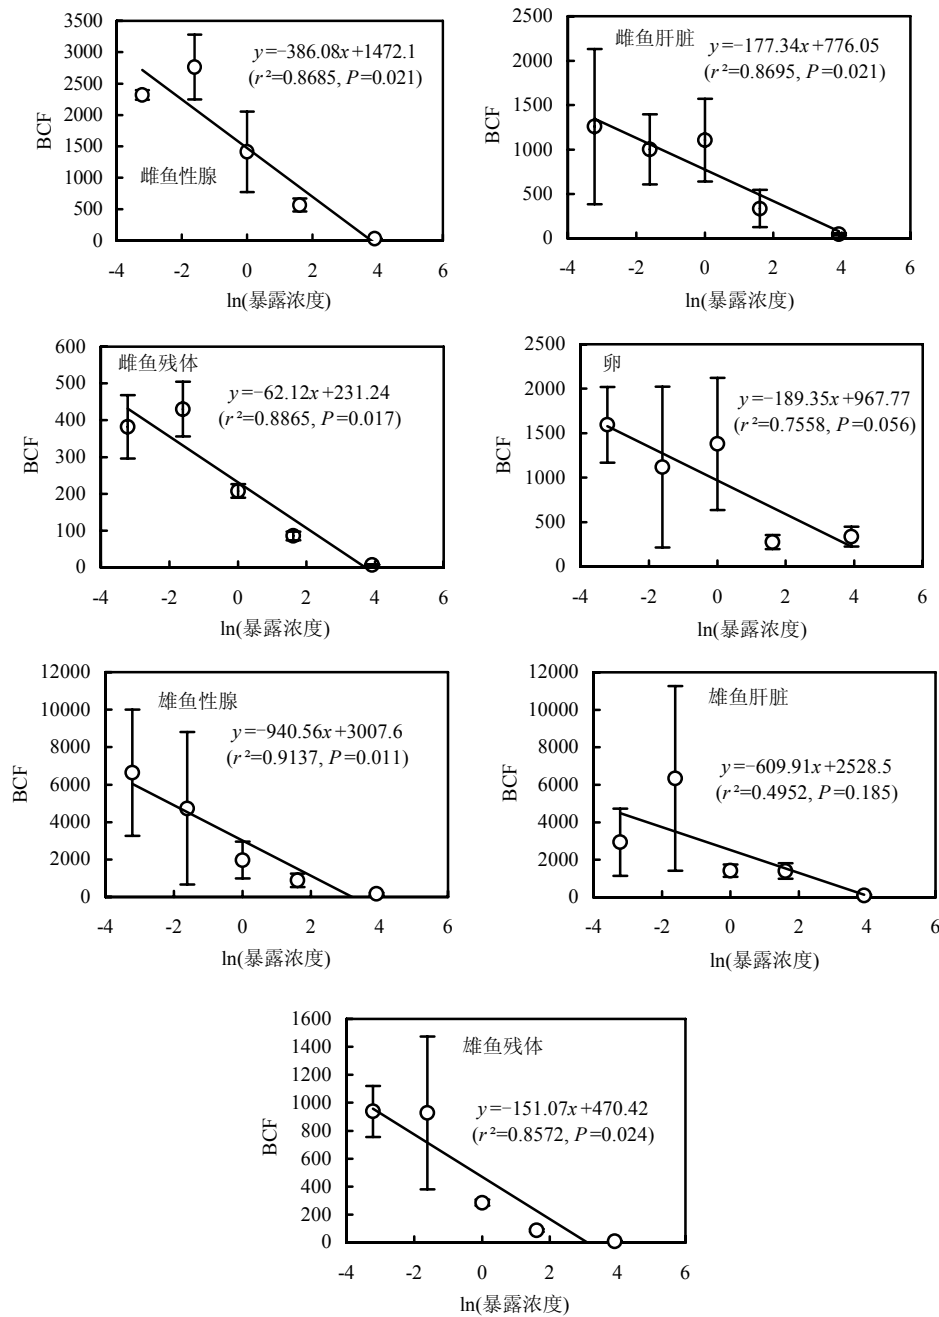 3500
3000
2500
2000
1500
1000
500
0
BCF
y=−386.08x+1472.1
(r²=0.8685, P=0.021)
雌鱼性腺
-4 -2 0 2 4 6
ln(暴露浓度)
2500
2000
1500
1000
500
0
BCF
雌鱼肝脏
y=−177.34x+776.05
(r²=0.8695, P=0.021)
-4 -2 0 2 4 6
ln(暴露浓度)
600
500
400
300
200
100
0
BCF
雌鱼残体
y=−62.12x+231.24
(r²=0.8865, P=0.017)
-4 -2 0 2 4 6
ln(暴露浓度)
2500
2000
1500
1000
500
0
BCF
卵
y=−189.35x+967.77
(r²=0.7558, P=0.056)
-4 -2 0 2 4 6
ln(暴露浓度)
12000
10000
8000
6000
4000
2000
0
BCF
雄鱼性腺
y=−940.56x+3007.6
(r²=0.9137, P=0.011)
-4 -2 0 2 4 6
ln(暴露浓度)
12000
10000
8000
6000
4000
2000
0
BCF
雄鱼肝脏
y=−609.91x+2528.5
(r²=0.4952, P=0.185)
-4 -2 0 2 4 6
ln(暴露浓度)
1600
1400
1200
1000
800
600
400
200
0
BCF
雄鱼残体
y=−151.07x+470.42
(r²=0.8572, P=0.024)
-4 -2 0 2 4 6
ln(暴露浓度)